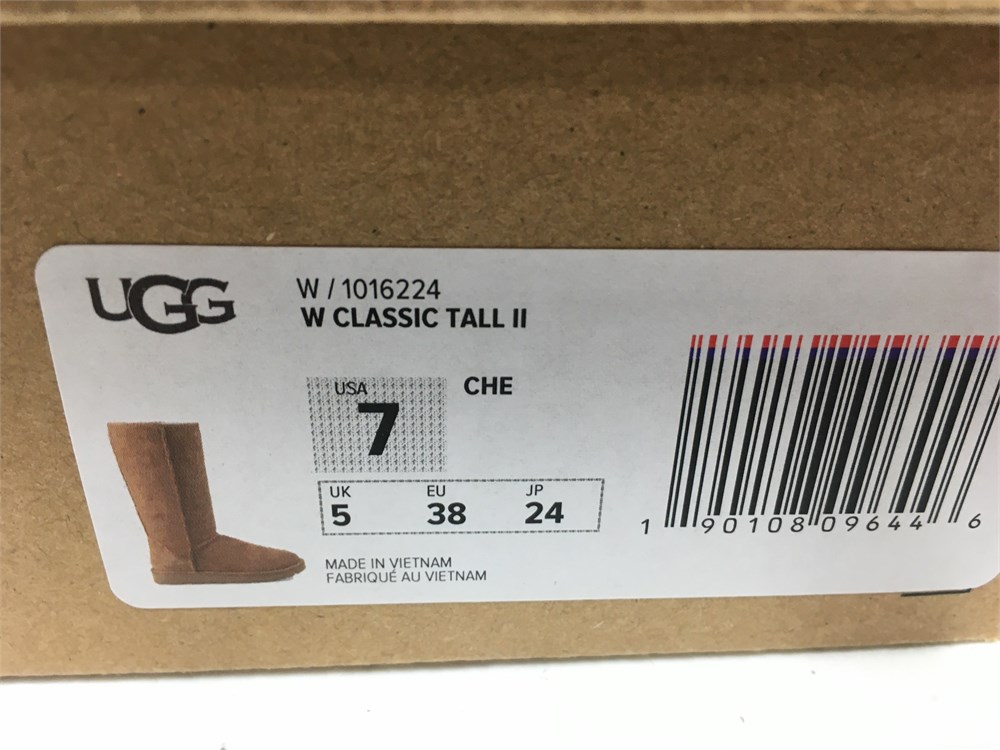 UGG
W / 1016224
W CLASSIC TALL II
USA
7
CHE
UK EU JP
5 38 24
MADE IN VIETNAM
FABRIQUÉ AU VIETNAM
1 90108 09644 6